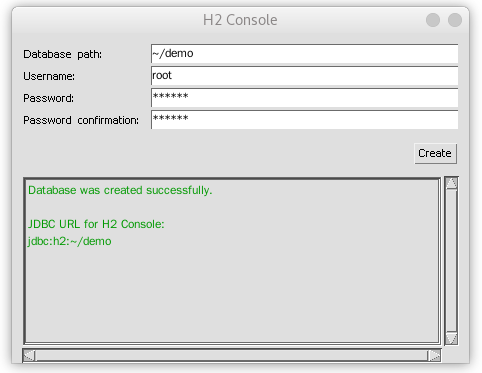 H2 Console
Database path: ~/demo
Username: root
Password: ******
Password confirmation: ******
Create
Database was created successfully.
JDBC URL for H2 Console:
jdbc:h2:~/demo